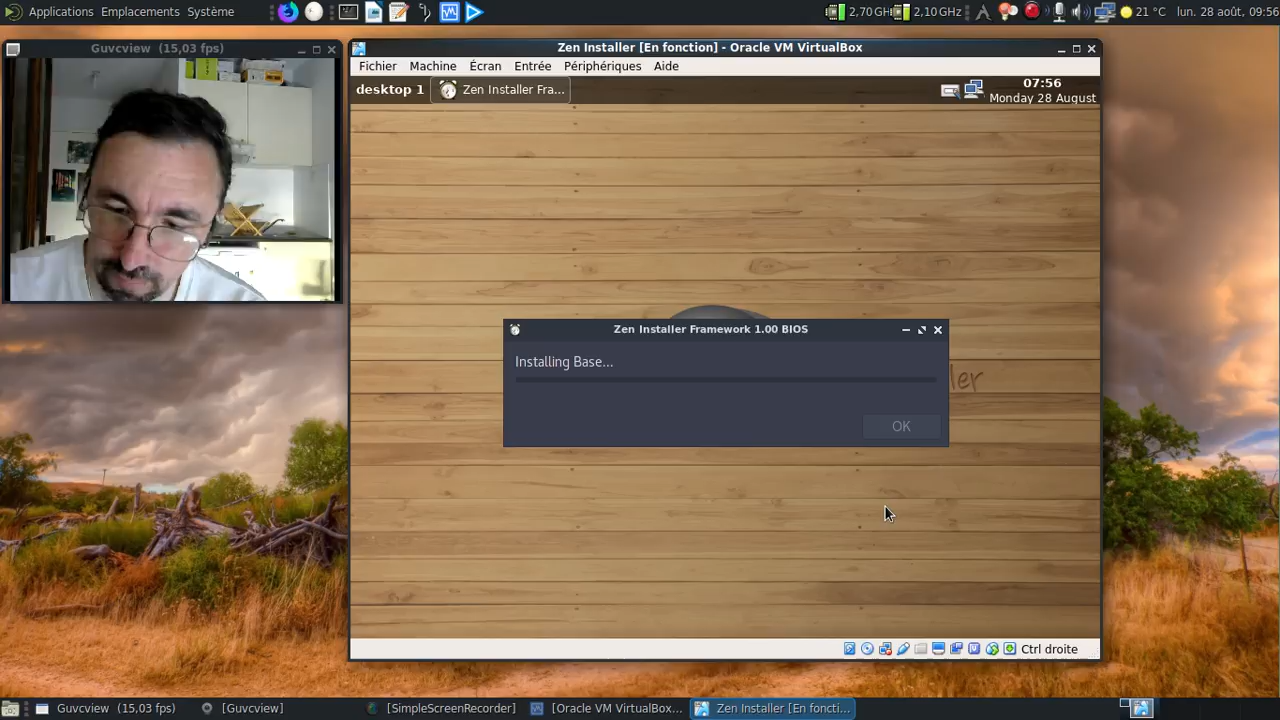 Applications Emplacements Système
2,70 GH 2,10 GHz 21 °C lun. 28 août, 09:56
Guvcview (15,03 fps)
Zen Installer [En fonction] - Oracle VM VirtualBox
Fichier Machine Écran Entrée Périphériques Aide
desktop 1 Zen Installer Fra...
07:56
Monday 28 August
Zen Installer Framework 1.00 BIOS
Installing Base...
ler
OK
Ctrl droite
Guvcview (15,03 fps) [Guvcview] [SimpleScreenRecorder] [Oracle VM VirtualBox... Zen Installer [En foncti...